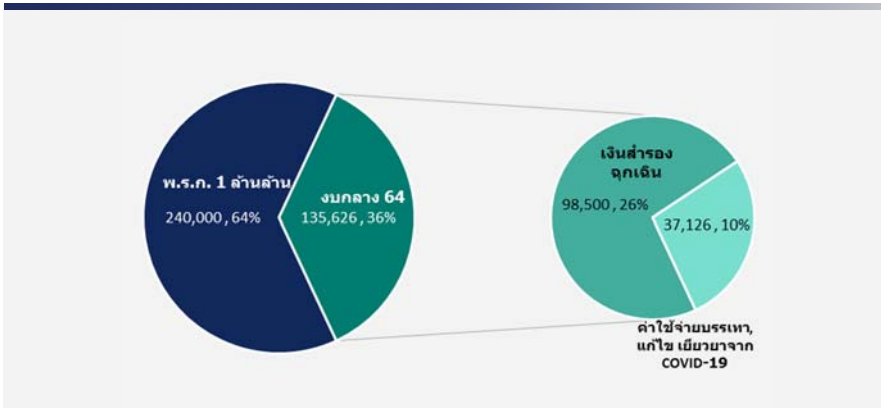 พ.ร.ก. 1 ล้านล้าน
240,000 , 64%
งบกลาง 64
135,626 , 36%
เงินสำรอง
ฉุกเฉิน
98,500 , 26%
37,126 , 10%
ค่าใช้จ่ายบรรเทา,
แก้ไข เยียวยาจาก
COVID-19